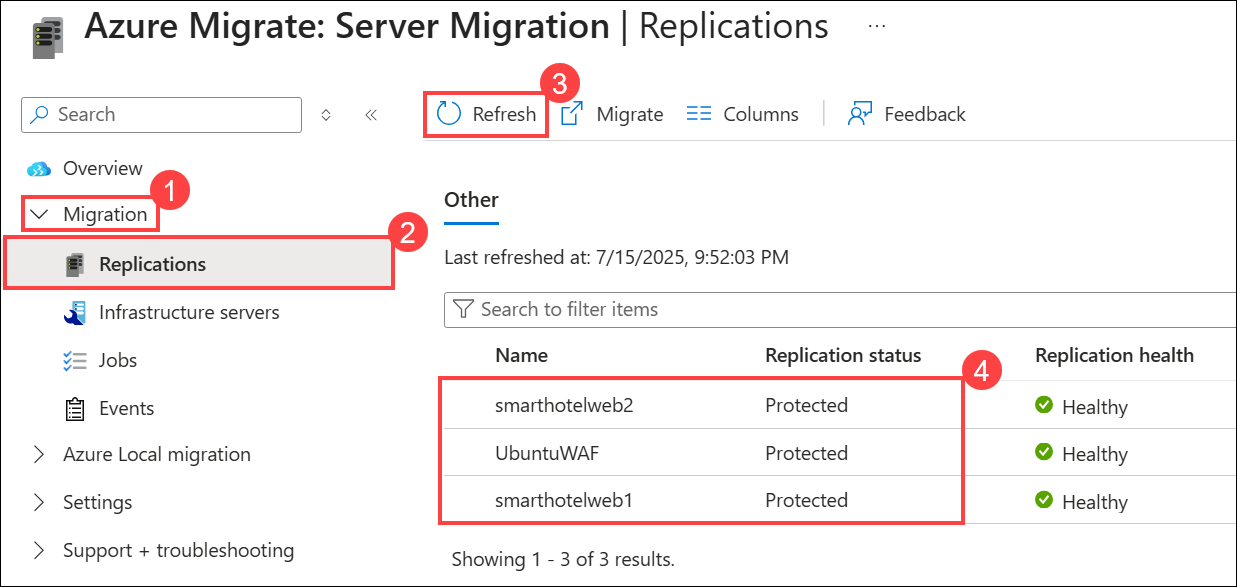 Azure Migrate: Server Migration | Replications ...
Search
3
Refresh
Migrate
Columns
Feedback
Overview
1
Migration
2
Replications
Infrastructure servers
Jobs
Events
Azure Local migration
Settings
Support + troubleshooting
Other
Last refreshed at: 7/15/2025, 9:52:03 PM
Search to filter items
Name Replication status Replication health
4
smarthotelweb2 Protected Healthy
UbuntuWAF Protected Healthy
smarthotelweb1 Protected Healthy
Showing 1 - 3 of 3 results.